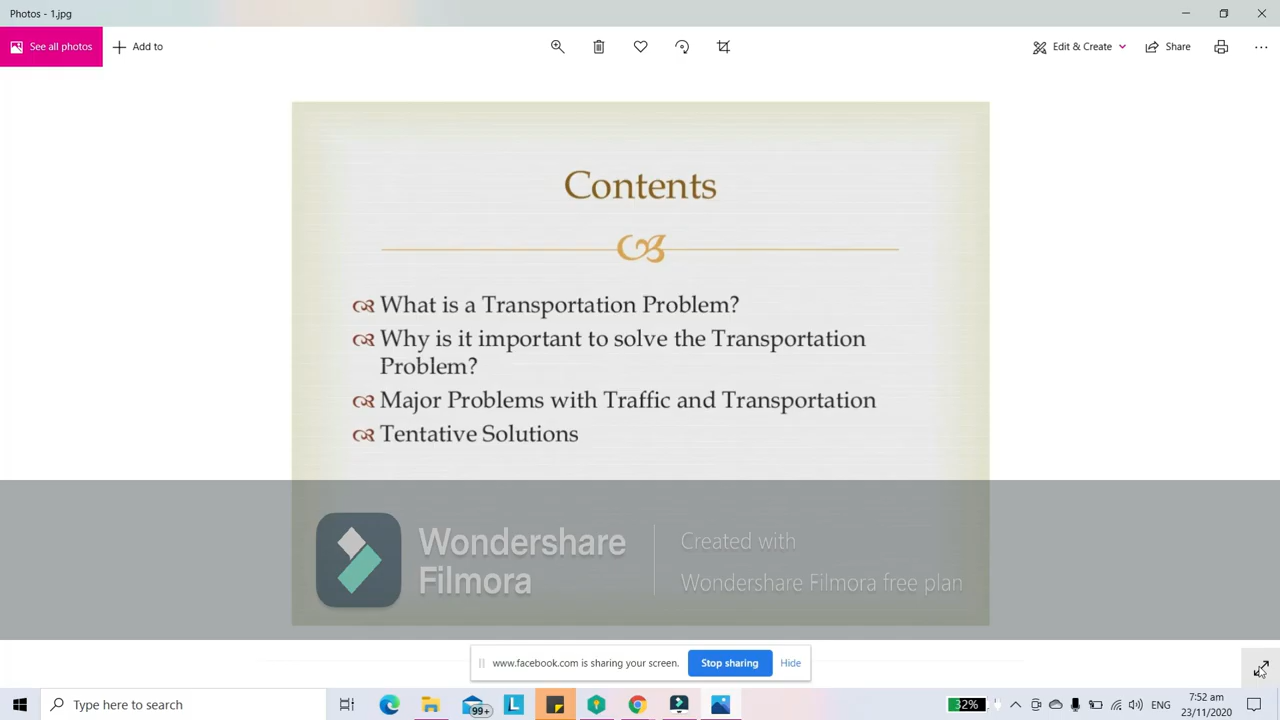 Photos - 1.jpg
See all photos
Add to
Edit & Create
Share
Contents
What is a Transportation Problem?
Why is it important to solve the Transportation
Problem?
Major Problems with Traffic and Transportation
Tentative Solutions
Wondershare
Filmora
Created with
Wondershare Filmora free plan
www.facebook.com is sharing your screen.
Stop sharing
Hide
Type here to search
99+
L
32%
ENG
7:52 am
23/11/2020